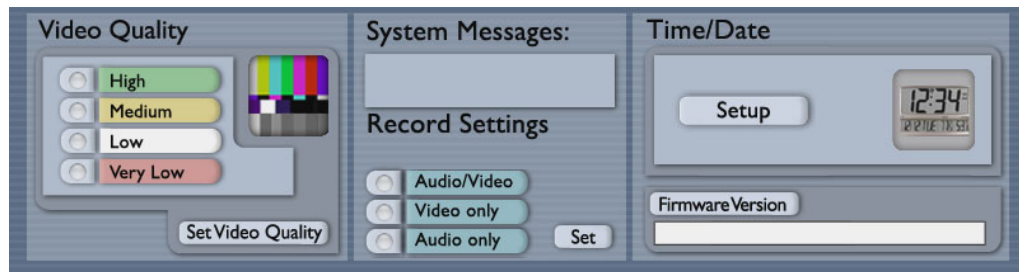 Video Quality
High
Medium
Low
Very Low
Set Video Quality
System Messages:
Record Settings
Audio/Video
Video only
Audio only
Set
Time/Date
Setup
12:34
Firmware Version